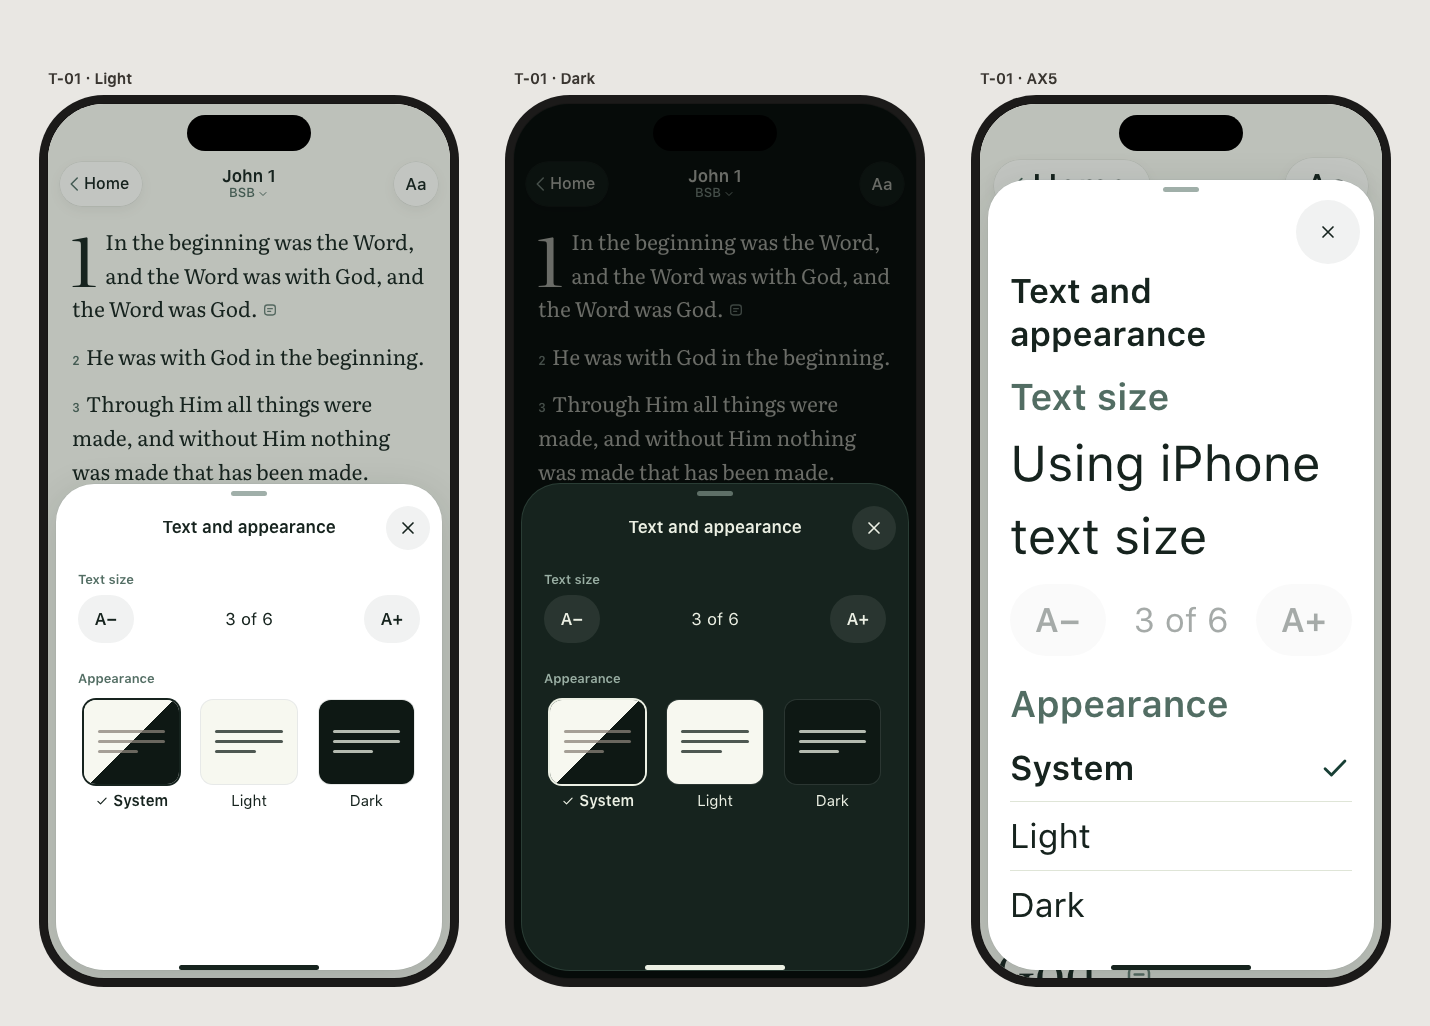 T-01 · Light
Home
John 1
BSB
Aa
1 In the beginning was the Word,
and the Word was with God, and
the Word was God.
2 He was with God in the beginning.
3 Through Him all things were
made, and without Him nothing
was made that has been made.
Text and appearance
Text size
A−
3 of 6
A+
Appearance
✓ System
Light
Dark
T-01 · Dark
Home
John 1
BSB
Aa
1 In the beginning was the Word,
and the Word was with God, and
the Word was God.
2 He was with God in the beginning.
3 Through Him all things were
made, and without Him nothing
was made that has been made.
Text and appearance
Text size
A−
3 of 6
A+
Appearance
✓ System
Light
Dark
T-01 · AX5
Text and
appearance
Text size
Using iPhone
text size
A−
3 of 6
A+
Appearance
System ✓
Light
Dark